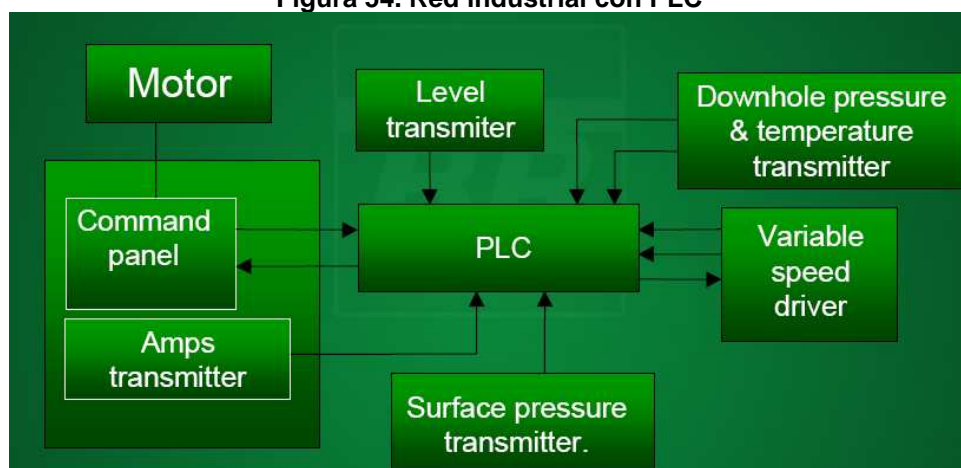 Figura 54. Red Industrial con PLC
Motor
Level
transmiter
Downhole pressure
& temperature
transmitter
Command
panel
PLC
Variable
speed
driver
Amps
transmitter
Surface pressure
transmitter.